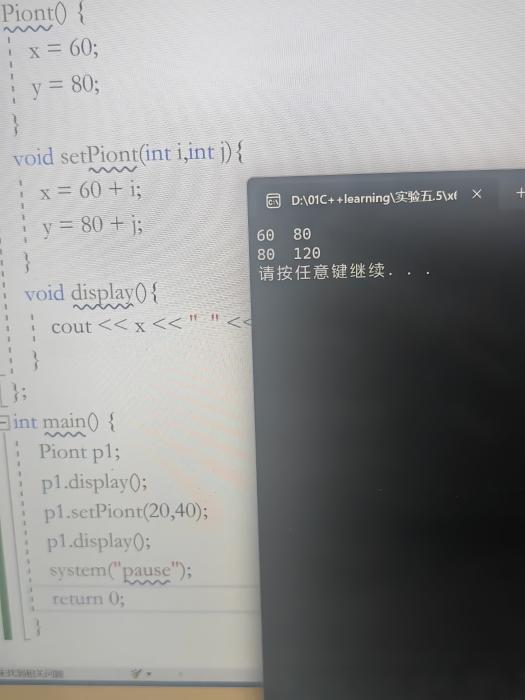 Piont() {
x = 60;
y = 80;
}
void setPiont(int i,int j){
x = 60 + i;
y = 80 + j;
}
void display(){
cout << x << " " <<
}
};
int main() {
Piont p1;
p1.display();
p1.setPiont(20,40);
p1.display();
system("pause");
return 0;
}
D:\01C++learning\实验五.5\x
60 80
80 120
请按任意键继续. . .